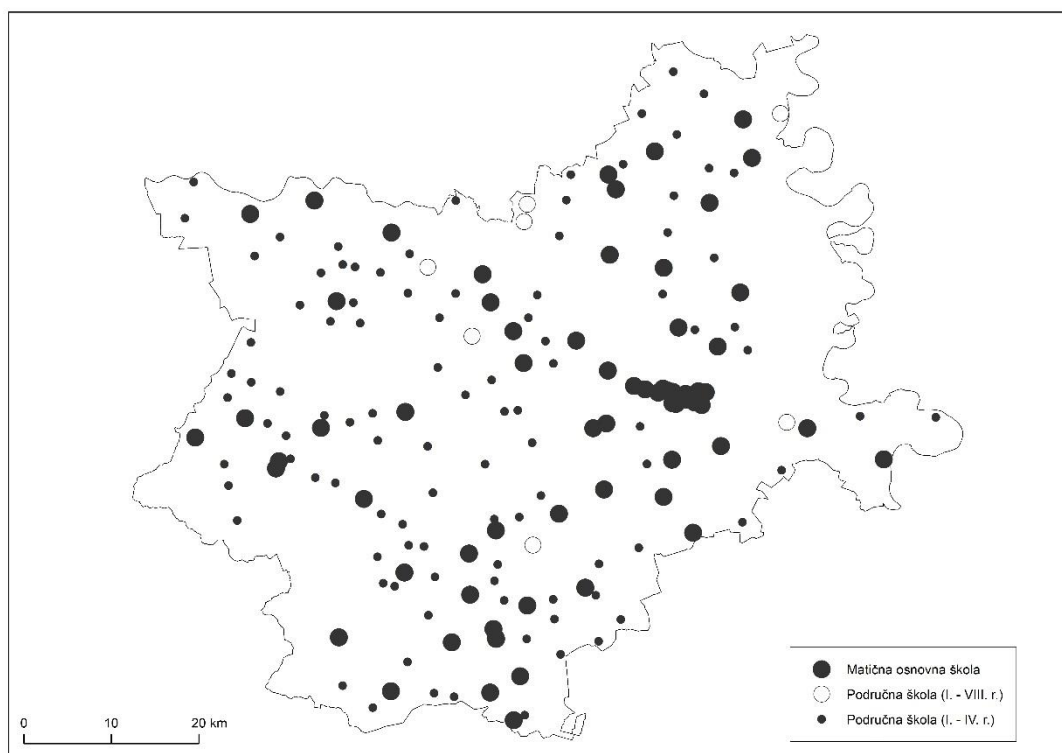 Matična osnovna škola
Područna škola (I. - VIII. r.)
Područna škola (I. - IV. r.)
0 10 20 km